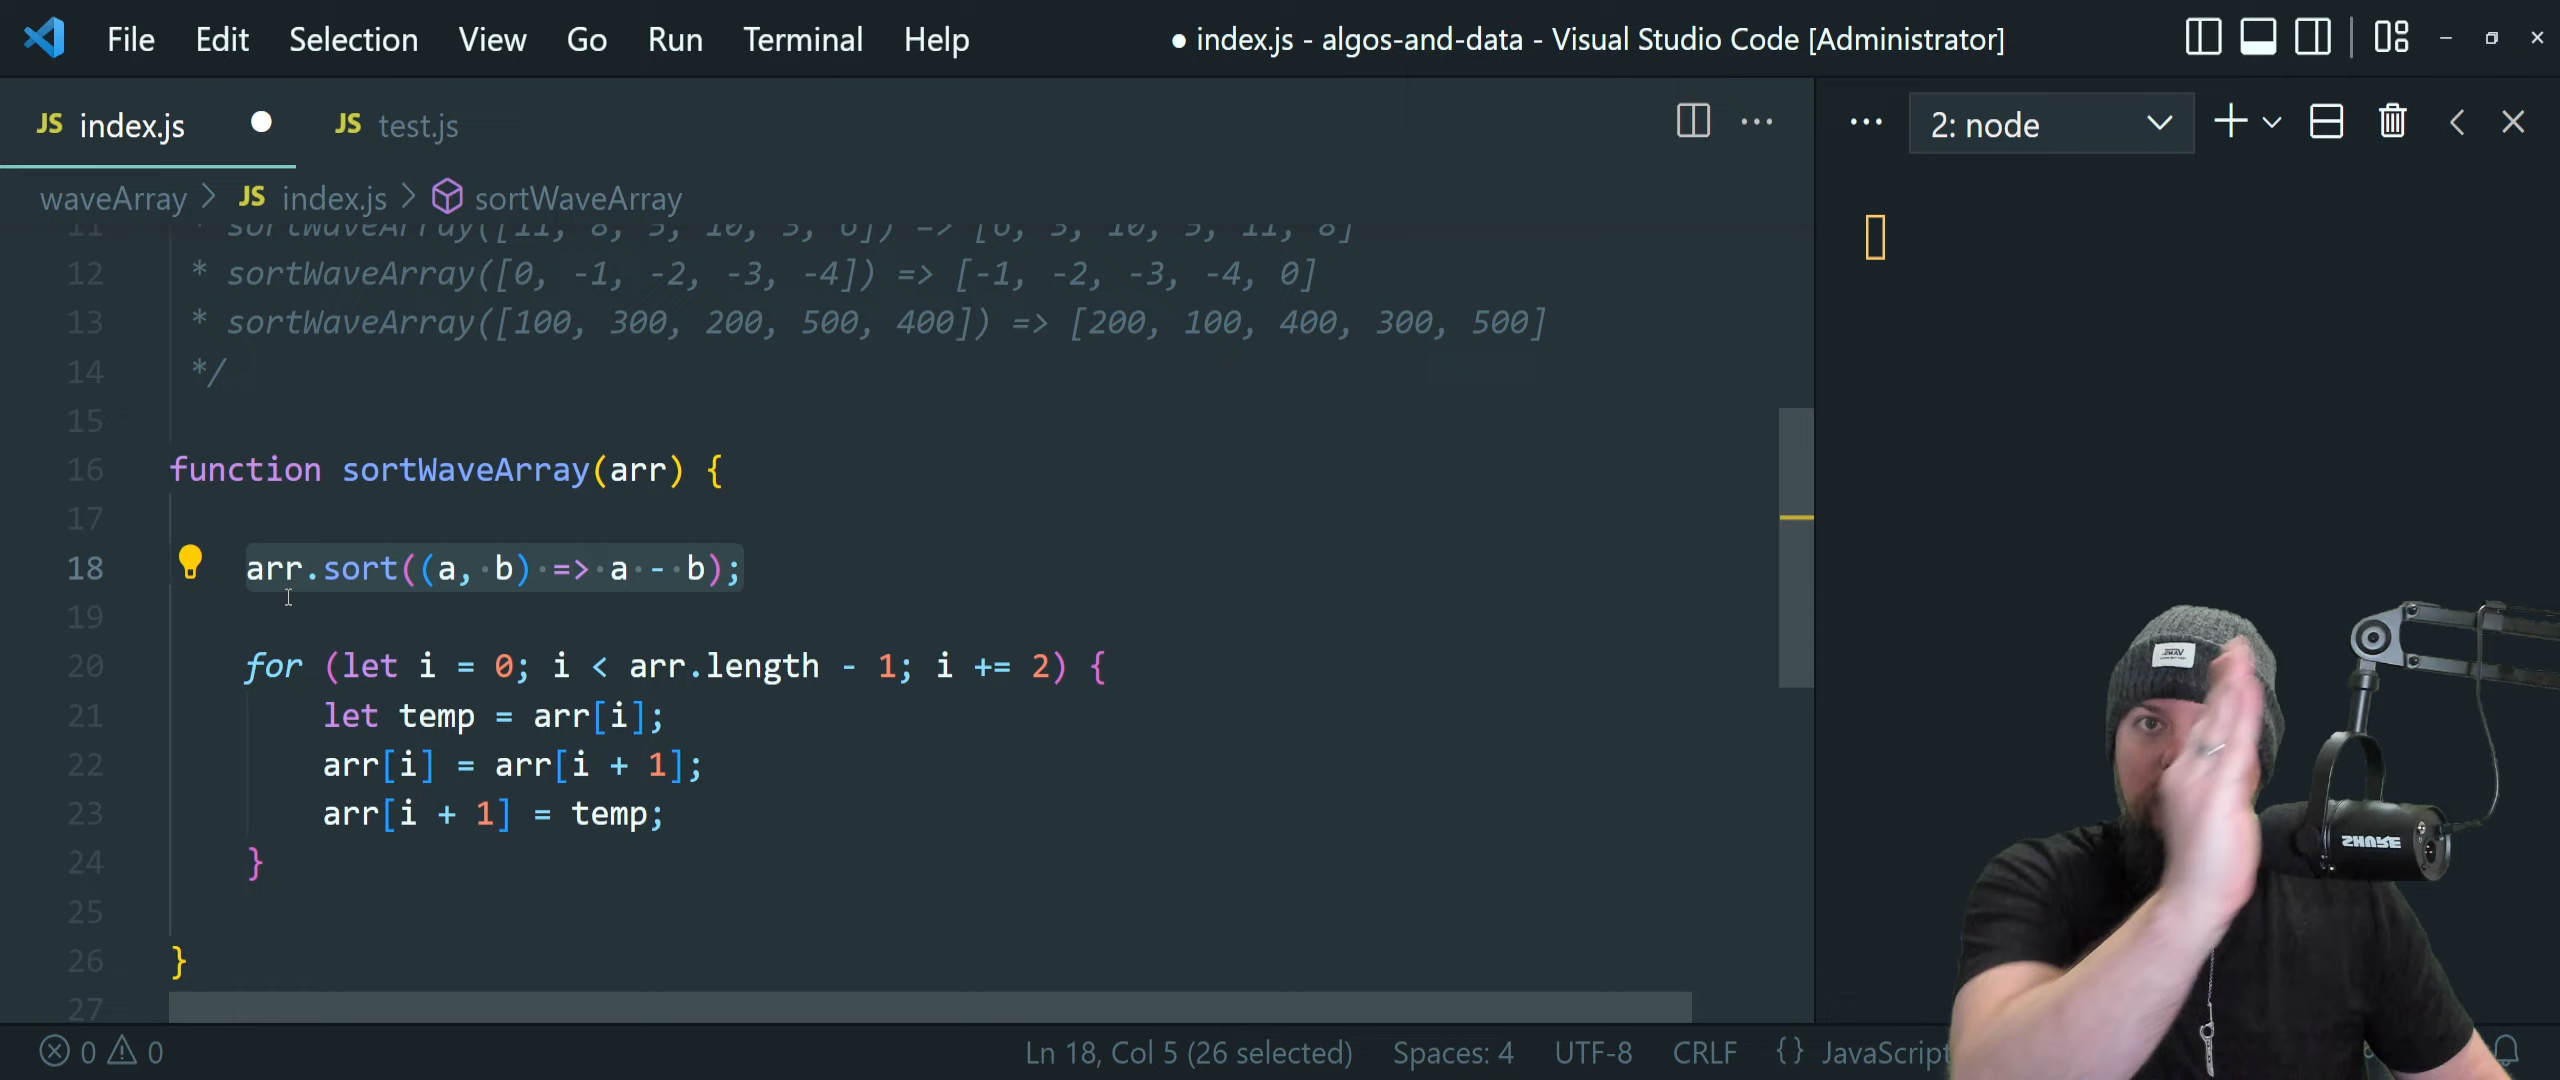 File Edit Selection View Go Run Terminal Help
● index.js - algos-and-data - Visual Studio Code [Administrator]
JS index.js ● JS test.js
2: node
waveArray > JS index.js > sortWaveArray
11 * sortWaveArray([11, 8, 5, 10, 3, 6]) => [6, 3, 10, 5, 11, 8]
12 * sortWaveArray([0, -1, -2, -3, -4]) => [-1, -2, -3, -4, 0]
13 * sortWaveArray([100, 300, 200, 500, 400]) => [200, 100, 400, 300, 500]
14 */
15
16 function sortWaveArray(arr) {
17
18 arr.sort((a, b) => a - b);
19
20 for (let i = 0; i < arr.length - 1; i += 2) {
21 let temp = arr[i];
22 arr[i] = arr[i + 1];
23 arr[i + 1] = temp;
24 }
25
26 }
27
SHURE
0 0 Ln 18, Col 5 (26 selected) Spaces: 4 UTF-8 CRLF {} JavaScript